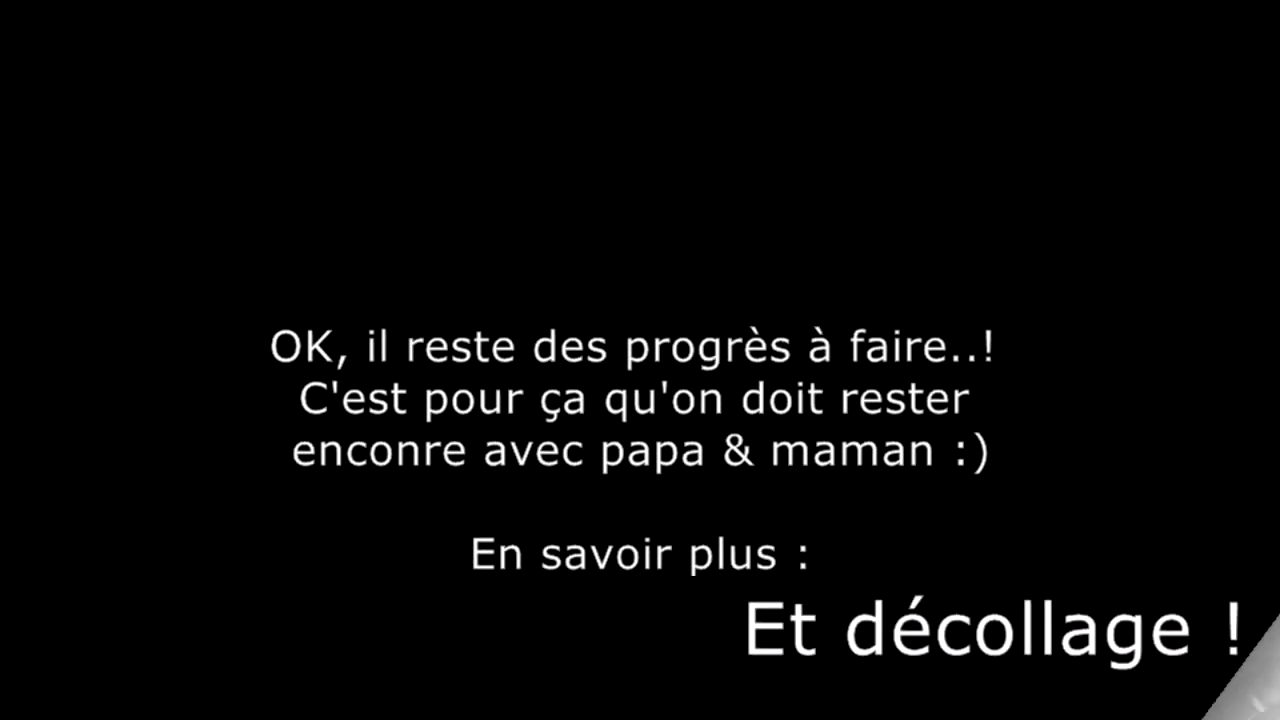 OK, il reste des progrès à faire..!
C'est pour ça qu'on doit rester
enconre avec papa & maman :)
En savoir plus :
Et décollage !